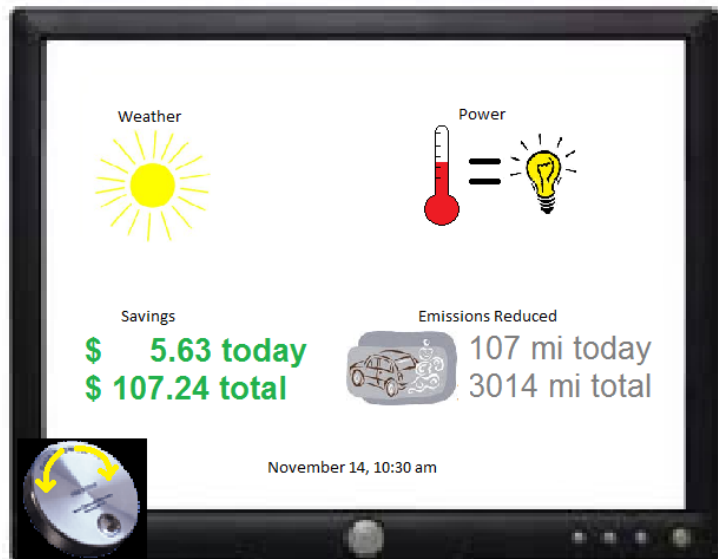 Weather
Power
Savings
$ 5.63 today
$ 107.24 total
Emissions Reduced
107 mi today
3014 mi total
November 14, 10:30 am